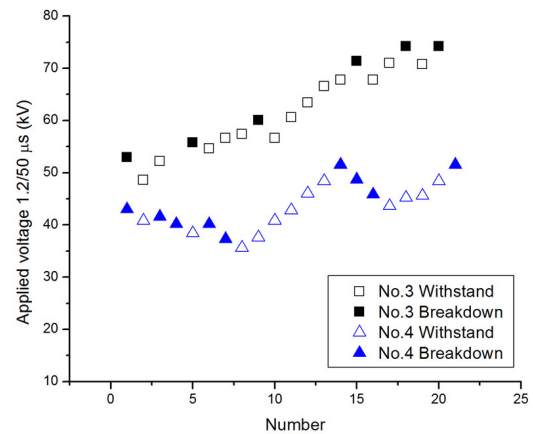 80
70
60
50
40
30
20
10
0
5
10
15
20
25
Applied voltage 1.2/50 μs (kV)
Number
No.3 Withstand
No.3 Breakdown
No.4 Withstand
No.4 Breakdown